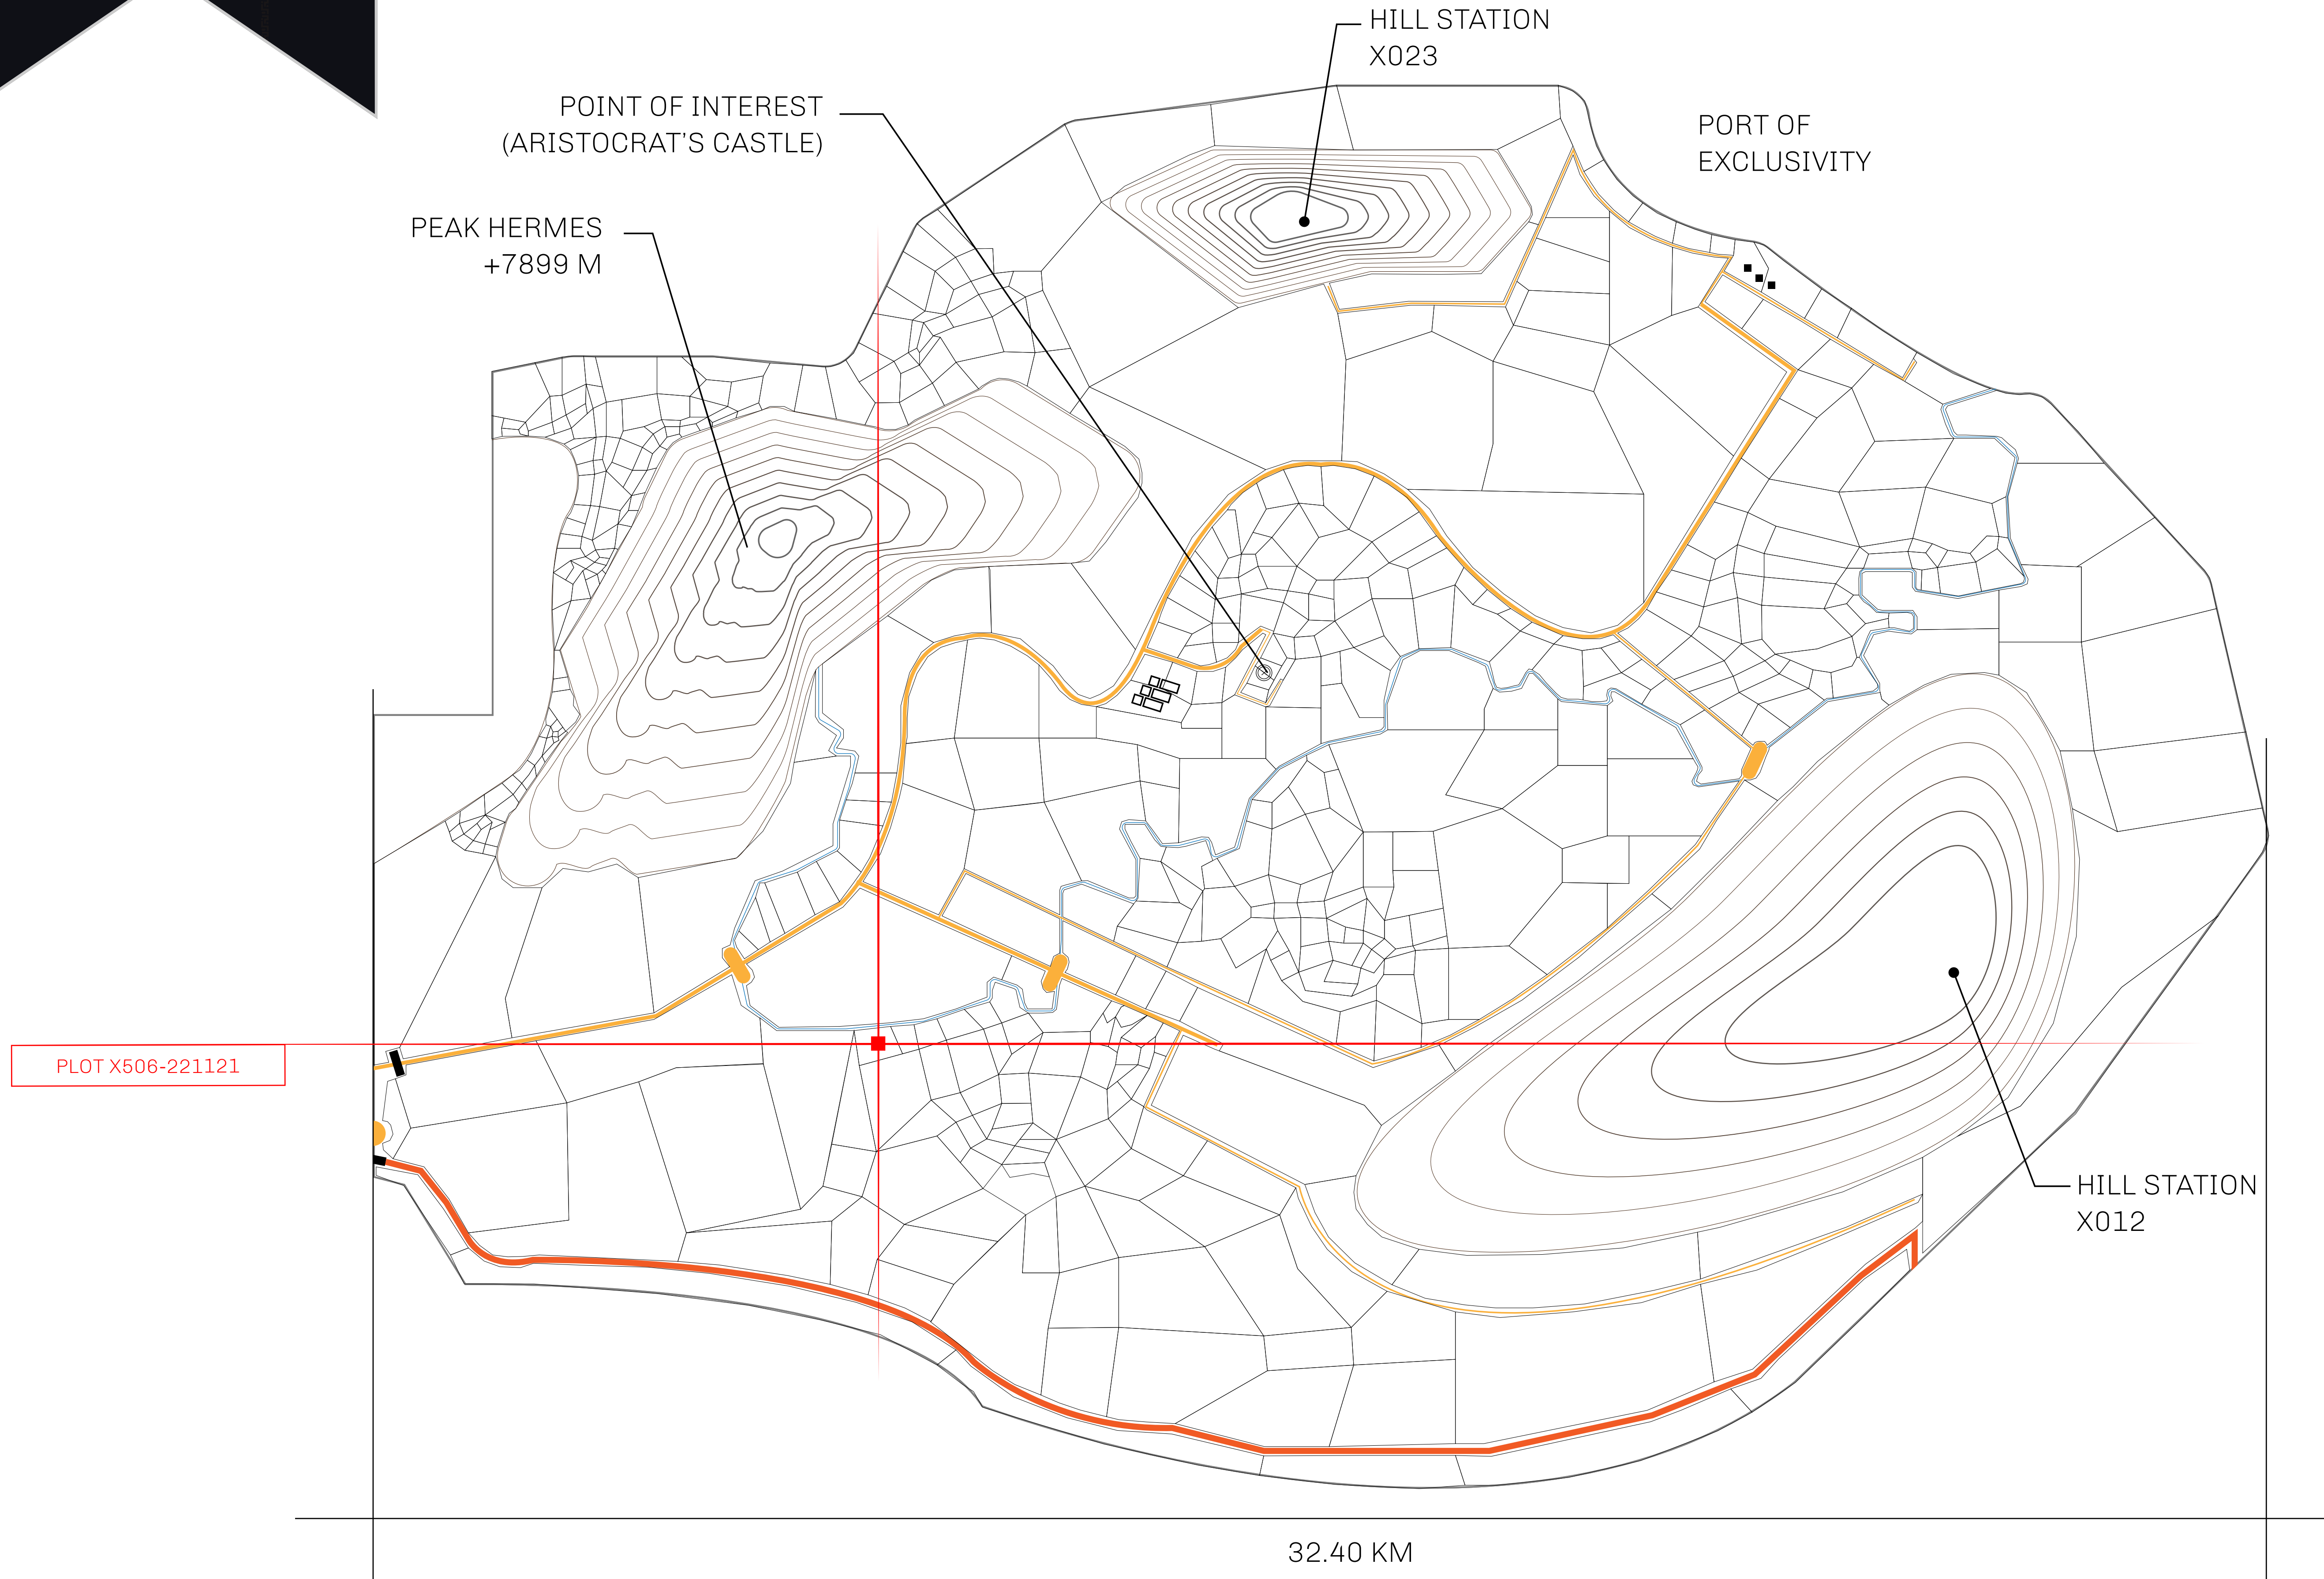 HILL STATION
X023
POINT OF INTEREST
(ARISTOCRAT'S CASTLE)
PORT OF
EXCLUSIVITY
PEAK HERMES
+7899 M
PLOT X506-221121
HILL STATION
X012
32.40 KM